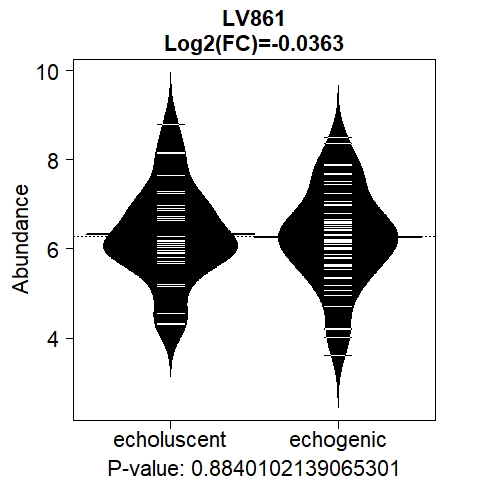 LV861
Log2(FC)=-0.0363
10
8
6
4
Abundance
echoluscent echogenic
P-value: 0.8840102139065301